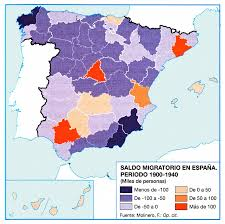 SALDO MIGRATORIO EN ESPAÑA.
PERIODO 1900-1940
(Miles de personas)
Menos de -100
De -100 a -50
De -50 a 0
De 0 a 50
De 50 a 100
Más de 100
Fuente: Molinero, F.: Op. cit.